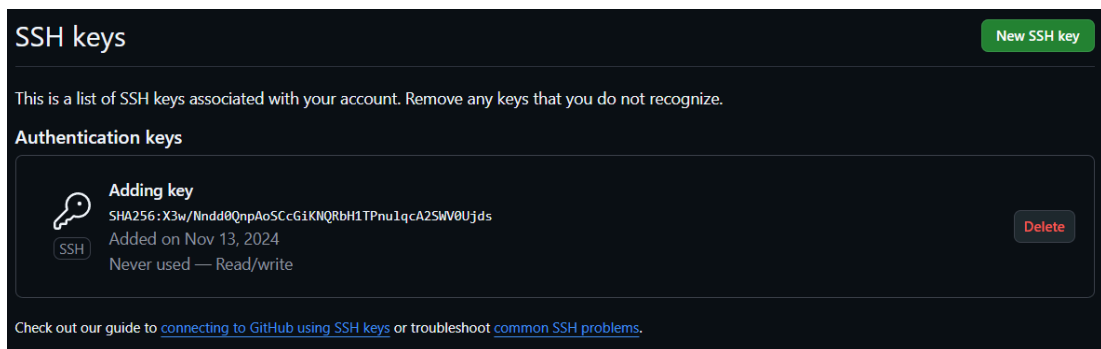 SSH keys
New SSH key
This is a list of SSH keys associated with your account. Remove any keys that you do not recognize.
Authentication keys
Adding key
SHA256:X3w/Nndd0QnpAoSCcGiKNQRbH1TPnulqcA2SWV0Ujds
SSH
Added on Nov 13, 2024
Never used — Read/write
Delete
Check out our guide to connecting to GitHub using SSH keys or troubleshoot common SSH problems.